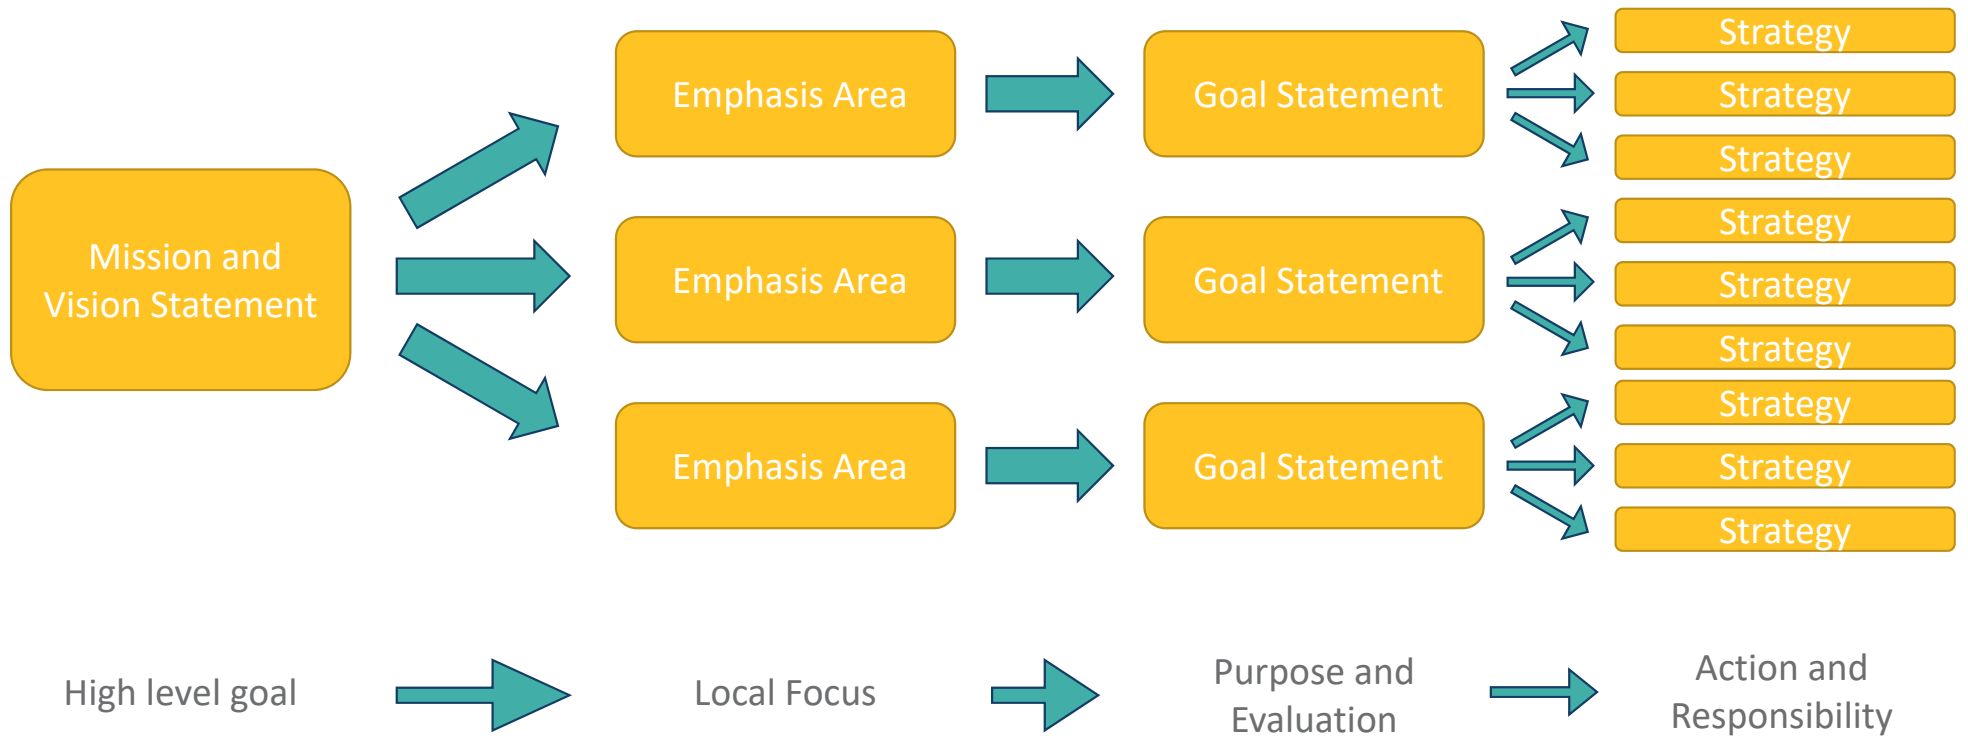 Mission and
Vision Statement
Emphasis Area
Emphasis Area
Emphasis Area
Goal Statement
Goal Statement
Goal Statement
Strategy
Strategy
Strategy
Strategy
Strategy
Strategy
Strategy
Strategy
Strategy
High level goal
Local Focus
Purpose and
Evaluation
Action and
Responsibility